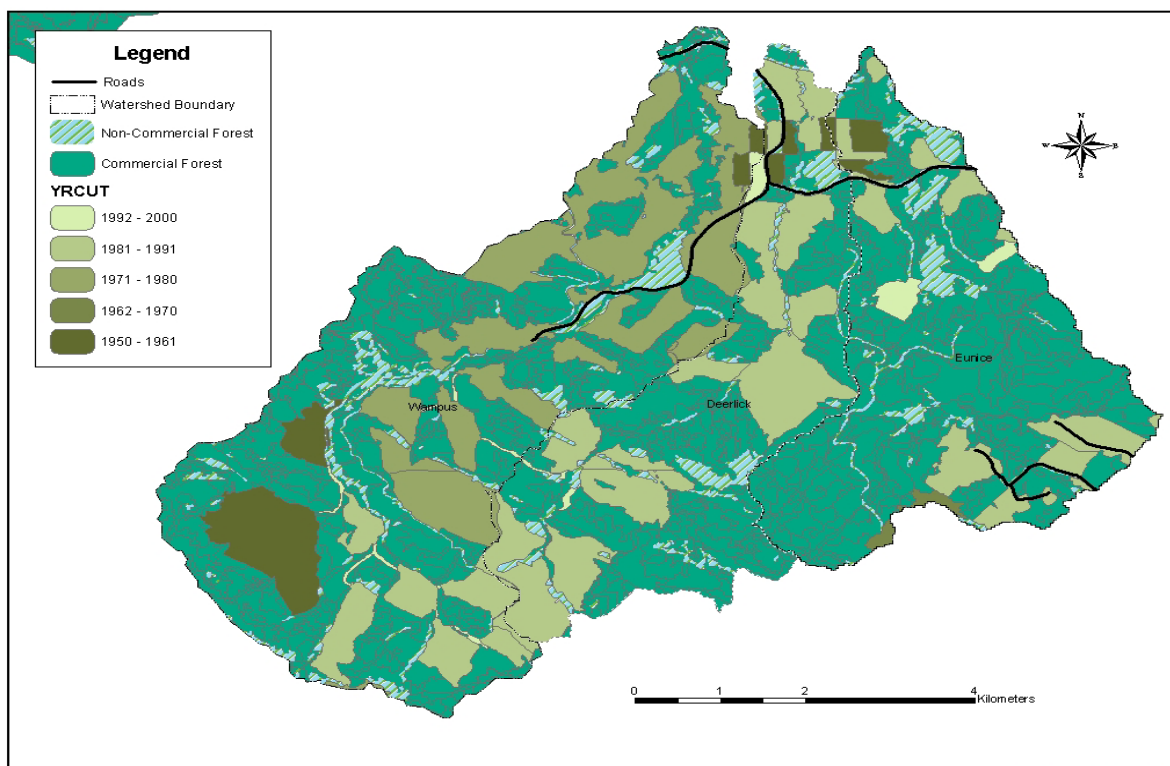 Legend
Roads
Watershed Boundary
Non-Commercial Forest
Commercial Forest
YRCUT
1992 - 2000
1981 - 1991
1971 - 1980
1962 - 1970
1950 - 1961
N
W
E
S
Eunice
Deerlick
Wampus
0 1 2 4
Kilometers